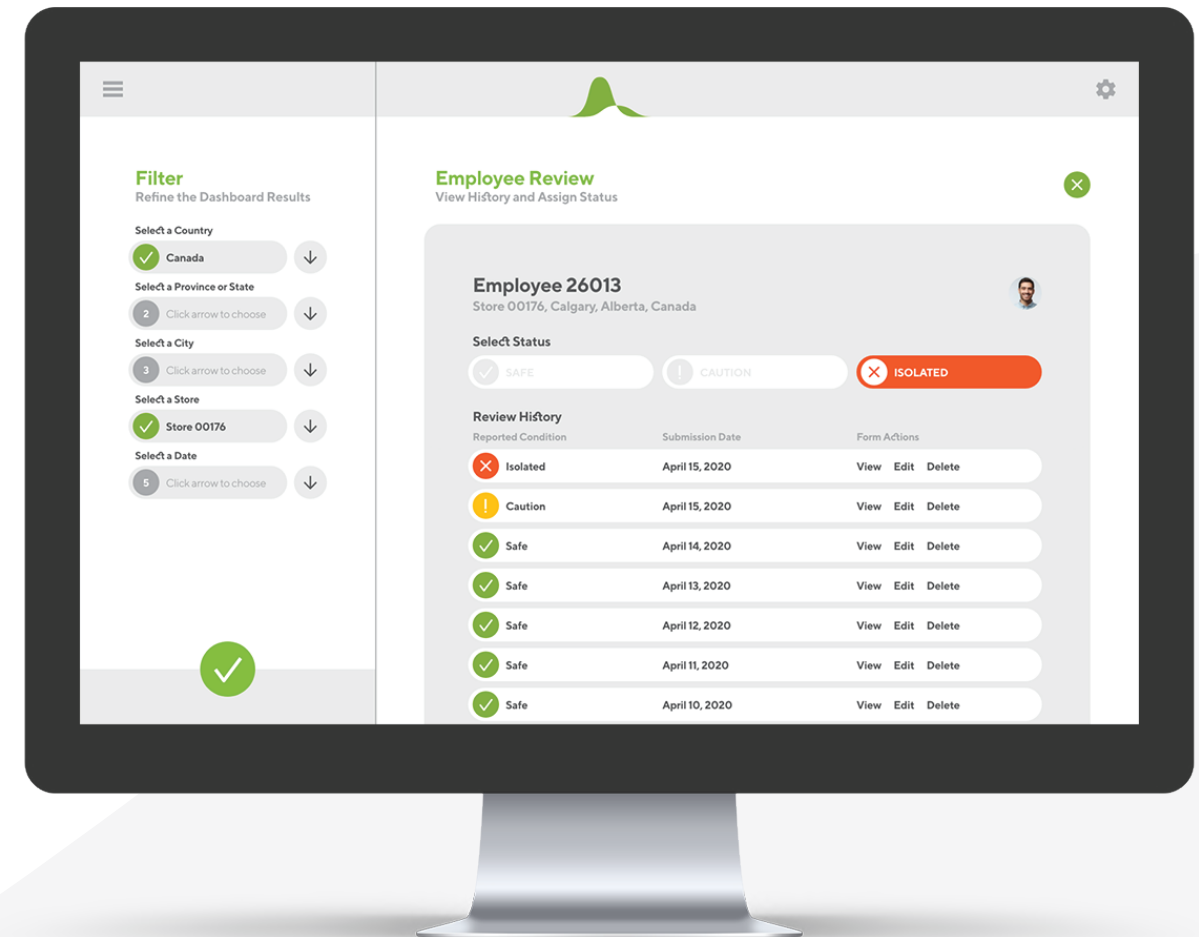 Filter
Refine the Dashboard Results
Select a Country
Canada
Select a Province or State
2 Click arrow to choose
Select a City
3 Click arrow to choose
Select a Store
Store 00176
Select a Date
5 Click arrow to choose
Employee Review
View History and Assign Status
Employee 26013
Store 00176, Calgary, Alberta, Canada
Select Status
SAFE ! CAUTION ISOLATED
Review History
Reported Condition Submission Date Form Actions
Isolated April 15, 2020 View Edit Delete
! Caution April 15, 2020 View Edit Delete
Safe April 14, 2020 View Edit Delete
Safe April 13, 2020 View Edit Delete
Safe April 12, 2020 View Edit Delete
Safe April 11, 2020 View Edit Delete
Safe April 10, 2020 View Edit Delete